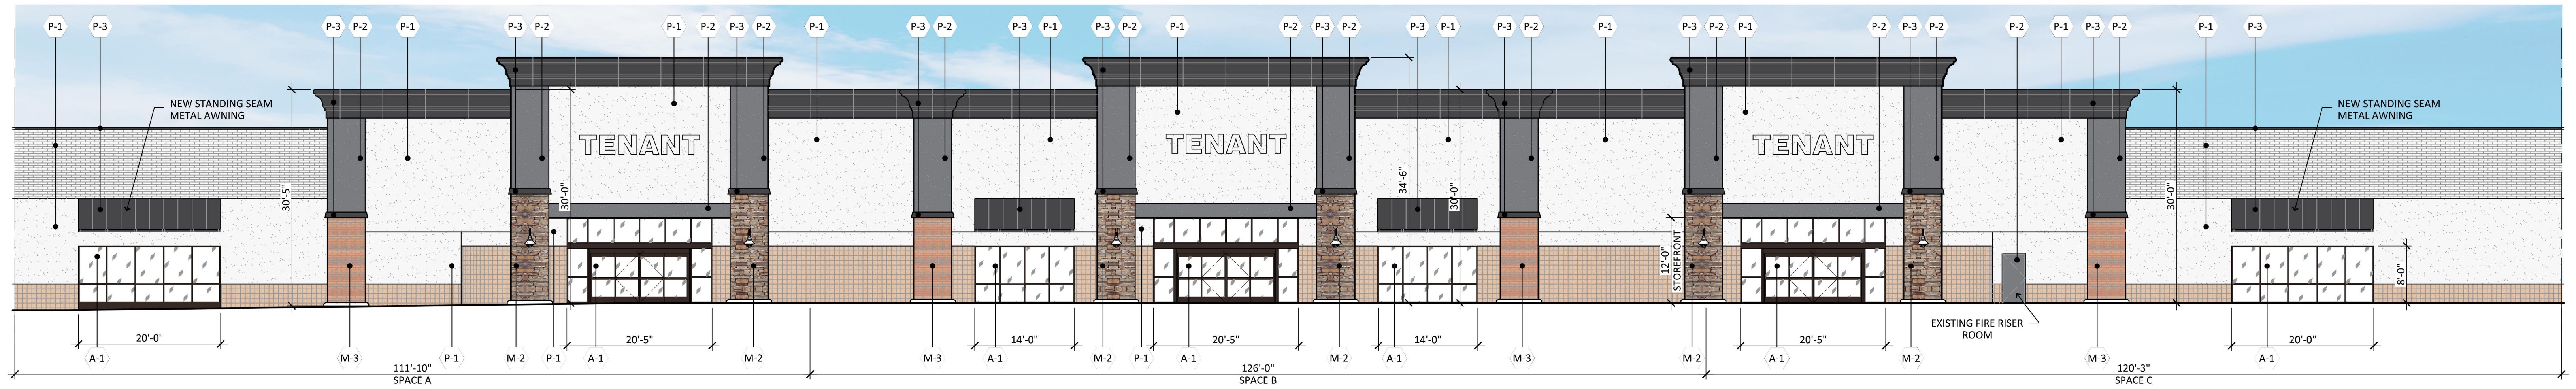 P-1 P-3 P-3 P-2 P-1 P-3 P-2 P-1 P-2 P-3 P-2 P-1 P-3 P-2 P-3 P-1 P-3 P-2 P-1 P-2 P-3 P-2 P-3 P-1 P-3 P-2 P-1 P-3 P-2 P-1 P-2 P-3 P-2 P-2 P-1 P-3 P-2 P-1 P-3
NEW STANDING SEAM
METAL AWNING
NEW STANDING SEAM
METAL AWNING
TENANT
TENANT
TENANT
30'-5"
30'-0"
34'-6"
30'-0"
12'-0"
STOREFRONT
30'-0"
8'-0"
EXISTING FIRE RISER
ROOM
20'-0" 20'-5" 14'-0" 20'-5" 14'-0" 20'-5" 20'-0"
A-1 M-3 P-1 M-2 P-1 A-1 M-2 M-3 A-1 M-2 P-1 A-1 M-2 A-1 M-3 M-2 A-1 M-2 M-3 A-1
111'-10" 126'-0" 120'-3"
SPACE A SPACE B SPACE C